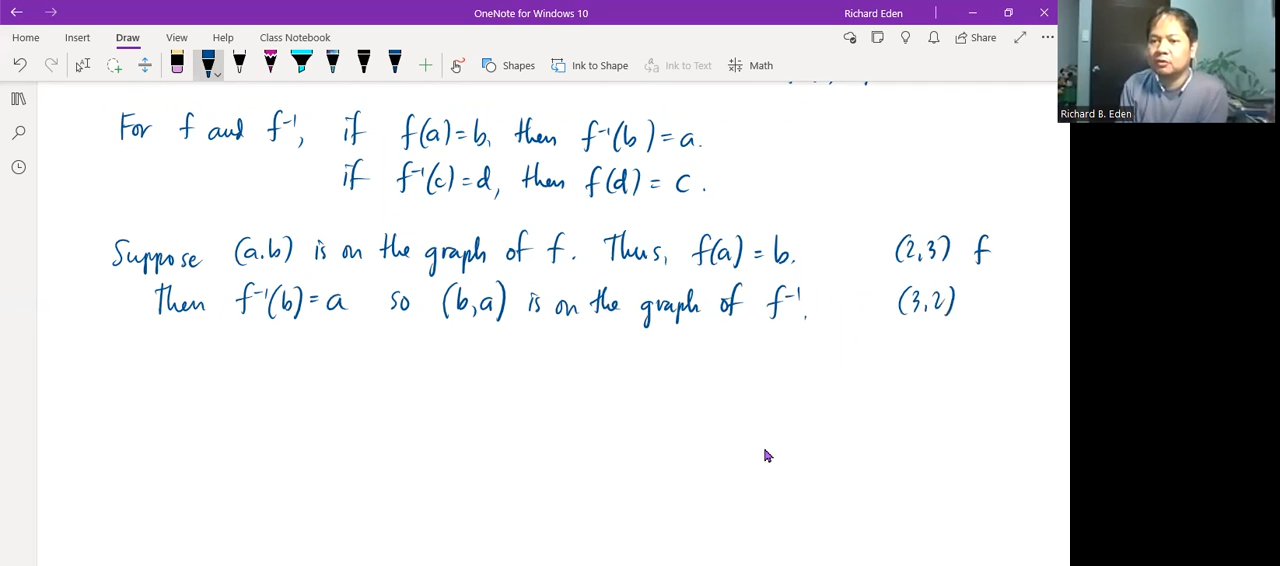 OneNote for Windows 10
Richard Eden
Home Insert Draw View Help Class Notebook
Share
Shapes Ink to Shape Ink to Text Math
Richard B. Eden
For f and f⁻¹, if f(a)=b, then f⁻¹(b)=a.
if f⁻¹(c)=d, then f(d)=c.
Suppose (a.b) is on the graph of f. Thus, f(a)=b. (2,3) f
Then f⁻¹(b)=a so (b,a) is on the graph of f⁻¹. (3,2)